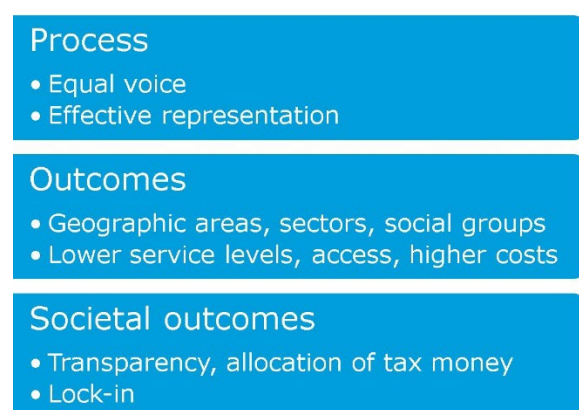 Process
• Equal voice
• Effective representation
Outcomes
• Geographic areas, sectors, social groups
• Lower service levels, access, higher costs
Societal outcomes
• Transparency, allocation of tax money
• Lock-in